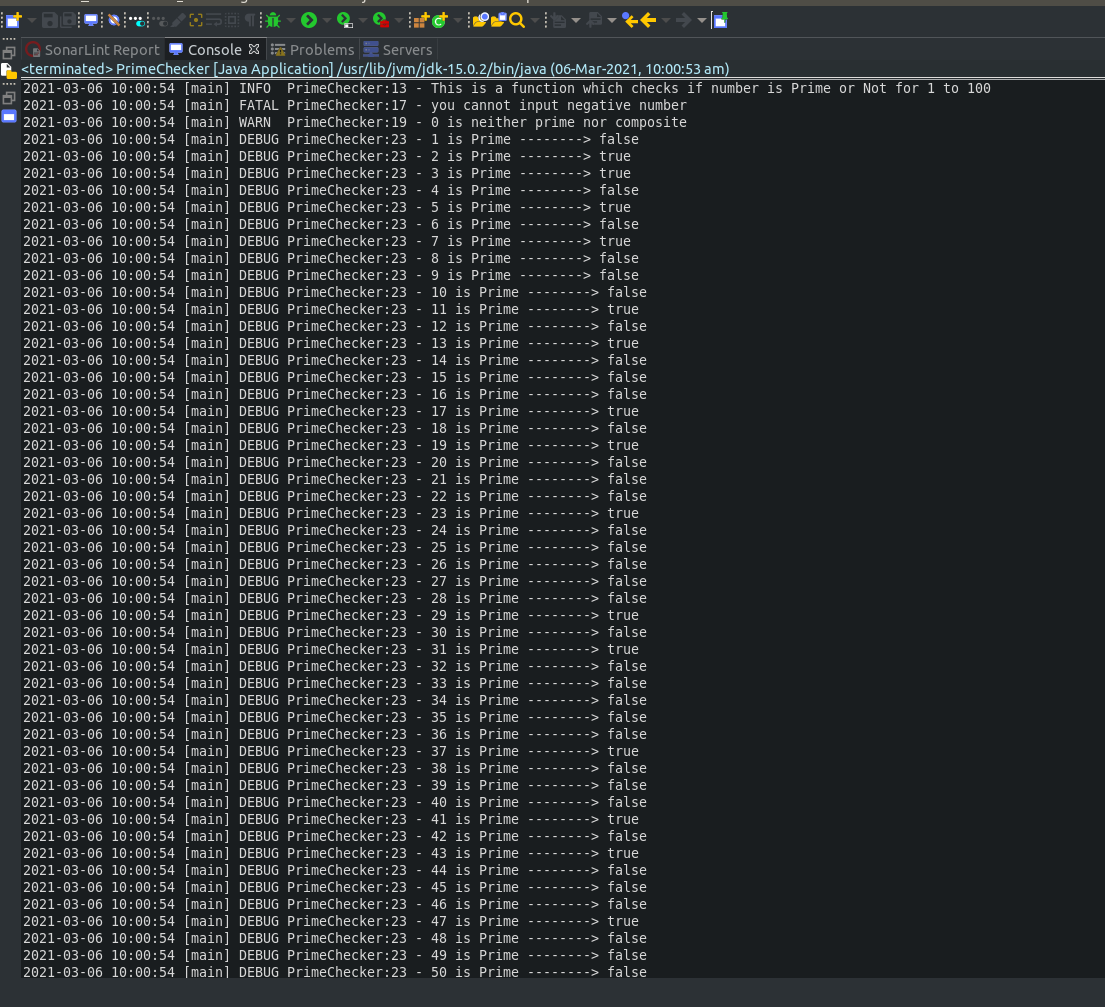 SonarLint Report Console Problems Servers
<terminated> PrimeChecker [Java Application] /usr/lib/jvm/jdk-15.0.2/bin/java (06-Mar-2021, 10:00:53 am)
2021-03-06 10:00:54 [main] INFO  PrimeChecker:13 - This is a function which checks if number is Prime or Not for 1 to 100
2021-03-06 10:00:54 [main] FATAL PrimeChecker:17 - you cannot input negative number
2021-03-06 10:00:54 [main] WARN  PrimeChecker:19 - 0 is neither prime nor composite
2021-03-06 10:00:54 [main] DEBUG PrimeChecker:23 - 1 is Prime --------> false
2021-03-06 10:00:54 [main] DEBUG PrimeChecker:23 - 2 is Prime --------> true
2021-03-06 10:00:54 [main] DEBUG PrimeChecker:23 - 3 is Prime --------> true
2021-03-06 10:00:54 [main] DEBUG PrimeChecker:23 - 4 is Prime --------> false
2021-03-06 10:00:54 [main] DEBUG PrimeChecker:23 - 5 is Prime --------> true
2021-03-06 10:00:54 [main] DEBUG PrimeChecker:23 - 6 is Prime --------> false
2021-03-06 10:00:54 [main] DEBUG PrimeChecker:23 - 7 is Prime --------> true
2021-03-06 10:00:54 [main] DEBUG PrimeChecker:23 - 8 is Prime --------> false
2021-03-06 10:00:54 [main] DEBUG PrimeChecker:23 - 9 is Prime --------> false
2021-03-06 10:00:54 [main] DEBUG PrimeChecker:23 - 10 is Prime --------> false
2021-03-06 10:00:54 [main] DEBUG PrimeChecker:23 - 11 is Prime --------> true
2021-03-06 10:00:54 [main] DEBUG PrimeChecker:23 - 12 is Prime --------> false
2021-03-06 10:00:54 [main] DEBUG PrimeChecker:23 - 13 is Prime --------> true
2021-03-06 10:00:54 [main] DEBUG PrimeChecker:23 - 14 is Prime --------> false
2021-03-06 10:00:54 [main] DEBUG PrimeChecker:23 - 15 is Prime --------> false
2021-03-06 10:00:54 [main] DEBUG PrimeChecker:23 - 16 is Prime --------> false
2021-03-06 10:00:54 [main] DEBUG PrimeChecker:23 - 17 is Prime --------> true
2021-03-06 10:00:54 [main] DEBUG PrimeChecker:23 - 18 is Prime --------> false
2021-03-06 10:00:54 [main] DEBUG PrimeChecker:23 - 19 is Prime --------> true
2021-03-06 10:00:54 [main] DEBUG PrimeChecker:23 - 20 is Prime --------> false
2021-03-06 10:00:54 [main] DEBUG PrimeChecker:23 - 21 is Prime --------> false
2021-03-06 10:00:54 [main] DEBUG PrimeChecker:23 - 22 is Prime --------> false
2021-03-06 10:00:54 [main] DEBUG PrimeChecker:23 - 23 is Prime --------> true
2021-03-06 10:00:54 [main] DEBUG PrimeChecker:23 - 24 is Prime --------> false
2021-03-06 10:00:54 [main] DEBUG PrimeChecker:23 - 25 is Prime --------> false
2021-03-06 10:00:54 [main] DEBUG PrimeChecker:23 - 26 is Prime --------> false
2021-03-06 10:00:54 [main] DEBUG PrimeChecker:23 - 27 is Prime --------> false
2021-03-06 10:00:54 [main] DEBUG PrimeChecker:23 - 28 is Prime --------> false
2021-03-06 10:00:54 [main] DEBUG PrimeChecker:23 - 29 is Prime --------> true
2021-03-06 10:00:54 [main] DEBUG PrimeChecker:23 - 30 is Prime --------> false
2021-03-06 10:00:54 [main] DEBUG PrimeChecker:23 - 31 is Prime --------> true
2021-03-06 10:00:54 [main] DEBUG PrimeChecker:23 - 32 is Prime --------> false
2021-03-06 10:00:54 [main] DEBUG PrimeChecker:23 - 33 is Prime --------> false
2021-03-06 10:00:54 [main] DEBUG PrimeChecker:23 - 34 is Prime --------> false
2021-03-06 10:00:54 [main] DEBUG PrimeChecker:23 - 35 is Prime --------> false
2021-03-06 10:00:54 [main] DEBUG PrimeChecker:23 - 36 is Prime --------> false
2021-03-06 10:00:54 [main] DEBUG PrimeChecker:23 - 37 is Prime --------> true
2021-03-06 10:00:54 [main] DEBUG PrimeChecker:23 - 38 is Prime --------> false
2021-03-06 10:00:54 [main] DEBUG PrimeChecker:23 - 39 is Prime --------> false
2021-03-06 10:00:54 [main] DEBUG PrimeChecker:23 - 40 is Prime --------> false
2021-03-06 10:00:54 [main] DEBUG PrimeChecker:23 - 41 is Prime --------> true
2021-03-06 10:00:54 [main] DEBUG PrimeChecker:23 - 42 is Prime --------> false
2021-03-06 10:00:54 [main] DEBUG PrimeChecker:23 - 43 is Prime --------> true
2021-03-06 10:00:54 [main] DEBUG PrimeChecker:23 - 44 is Prime --------> false
2021-03-06 10:00:54 [main] DEBUG PrimeChecker:23 - 45 is Prime --------> false
2021-03-06 10:00:54 [main] DEBUG PrimeChecker:23 - 46 is Prime --------> false
2021-03-06 10:00:54 [main] DEBUG PrimeChecker:23 - 47 is Prime --------> true
2021-03-06 10:00:54 [main] DEBUG PrimeChecker:23 - 48 is Prime --------> false
2021-03-06 10:00:54 [main] DEBUG PrimeChecker:23 - 49 is Prime --------> false
2021-03-06 10:00:54 [main] DEBUG PrimeChecker:23 - 50 is Prime --------> false